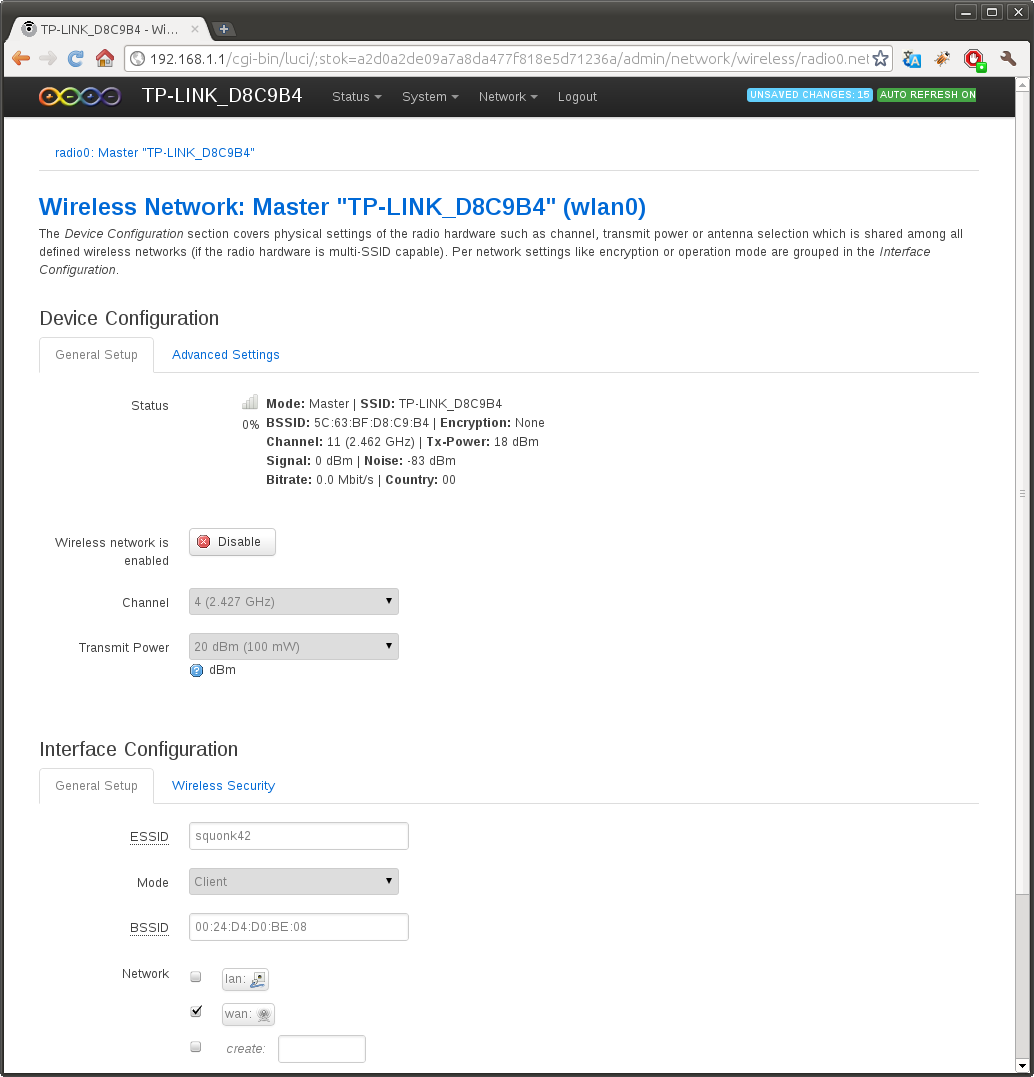 TP-LINK_D8C9B4 - Wi...
192.168.1.1/cgi-bin/luci/;stok=a2d0a2de09a7a8da477f818e5d71236a/admin/network/wireless/radio0.net
TP-LINK_D8C9B4 Status System Network Logout UNSAVED CHANGES: 15 AUTO REFRESH ON
radio0: Master "TP-LINK_D8C9B4"
Wireless Network: Master "TP-LINK_D8C9B4" (wlan0)
The Device Configuration section covers physical settings of the radio hardware such as channel, transmit power or antenna selection which is shared among all
defined wireless networks (if the radio hardware is multi-SSID capable). Per network settings like encryption or operation mode are grouped in the Interface
Configuration.
Device Configuration
General Setup Advanced Settings
Status
0%
Mode: Master | SSID: TP-LINK_D8C9B4
BSSID: 5C:63:BF:D8:C9:B4 | Encryption: None
Channel: 11 (2.462 GHz) | Tx-Power: 18 dBm
Signal: 0 dBm | Noise: -83 dBm
Bitrate: 0.0 Mbit/s | Country: 00
Wireless network is
enabled
Disable
Channel 4 (2.427 GHz)
Transmit Power 20 dBm (100 mW)
dBm
Interface Configuration
General Setup Wireless Security
ESSID squonk42
Mode Client
BSSID 00:24:D4:D0:BE:08
Network lan:
wan:
create: